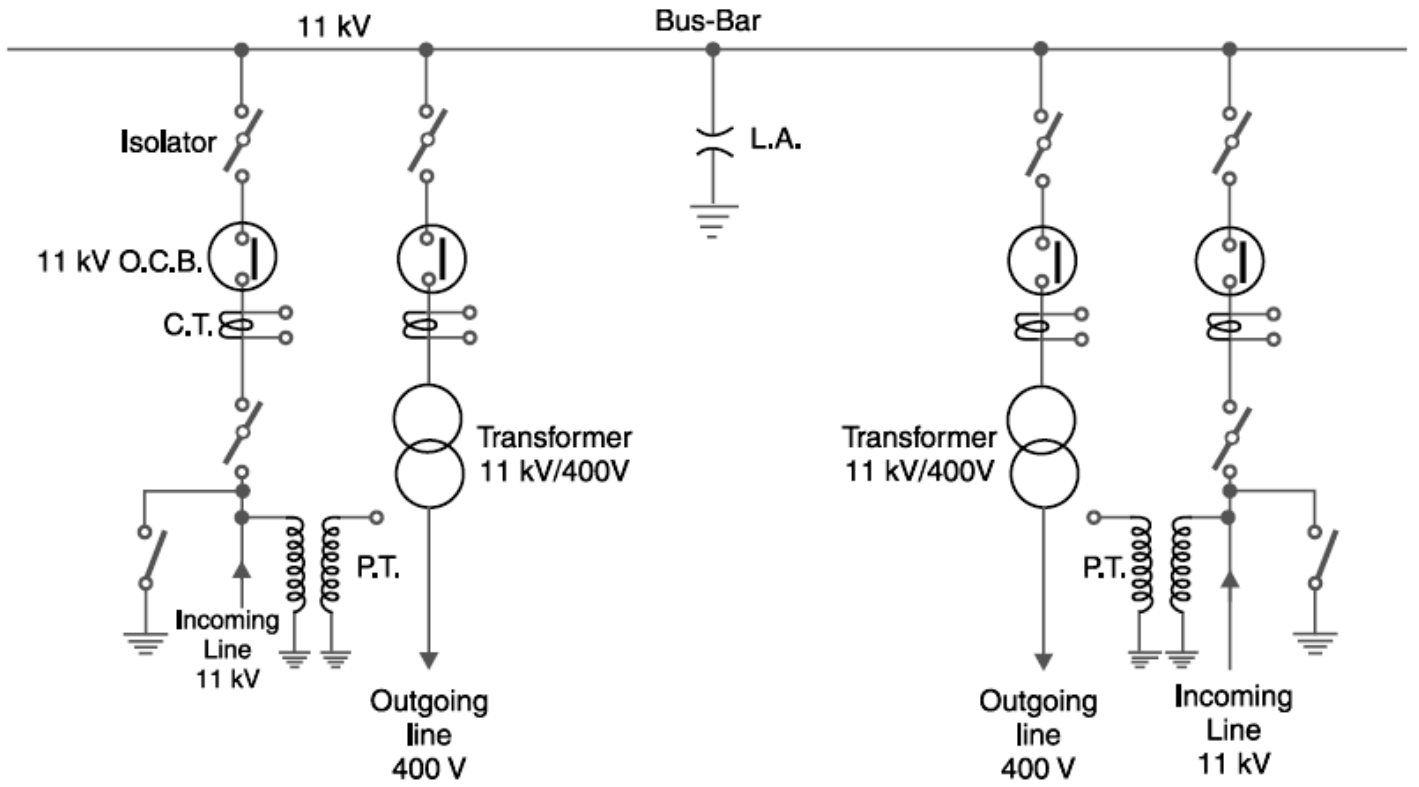 11 kV
Bus-Bar
Isolator
L.A.
11 kV O.C.B.
C.T.
Transformer
11 kV/400V
Transformer
11 kV/400V
P.T.
P.T.
Incoming
Line
11 kV
Outgoing
line
400 V
Outgoing
line
400 V
Incoming
Line
11 kV